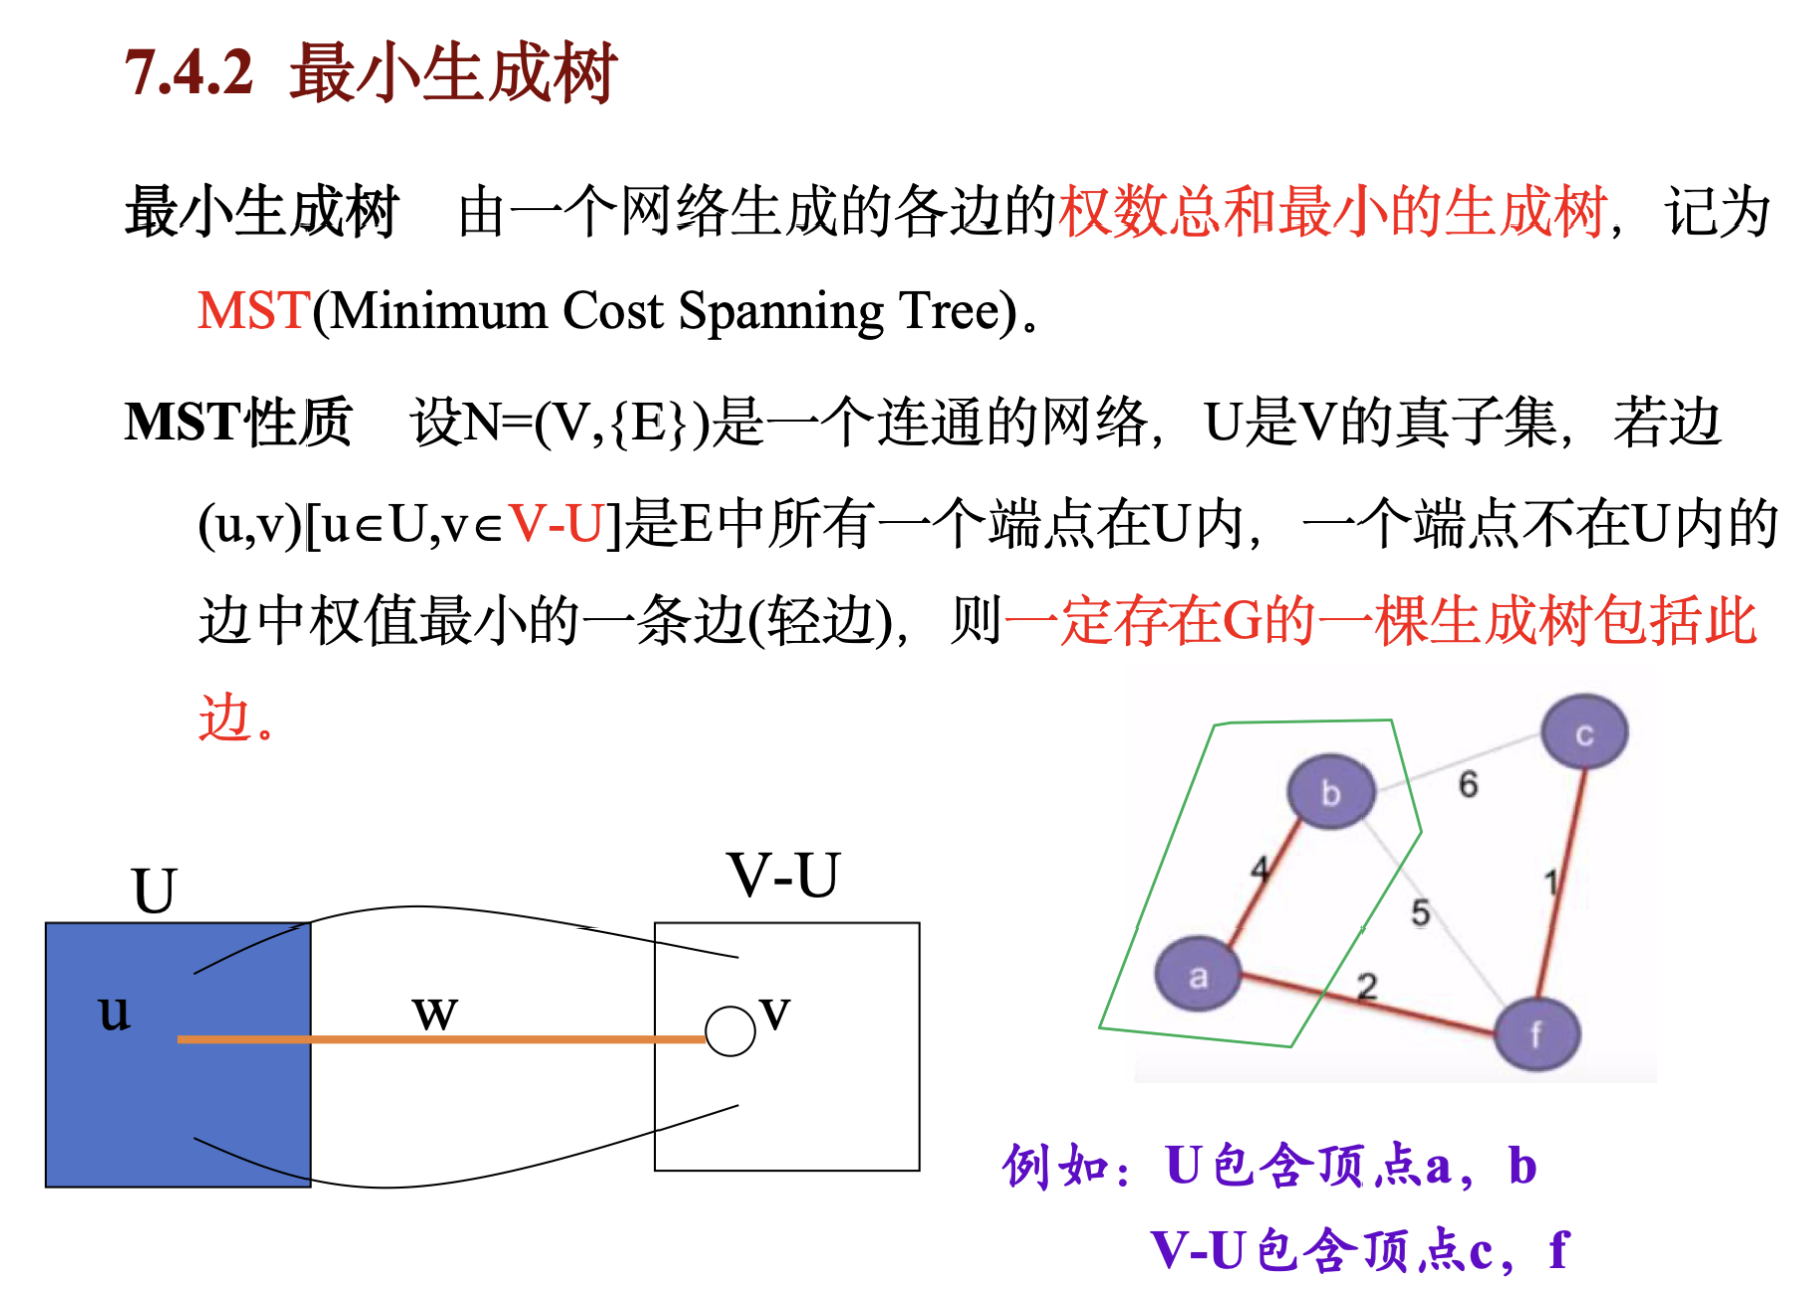 7.4.2 最小生成树
最小生成树 由一个网络生成的各边的权数总和最小的生成树，记为
MST(Minimum Cost Spanning Tree)。
MST性质 设N=(V,{E})是一个连通的网络，U是V的真子集，若边
(u,v)[u∈U,v∈V-U]是E中所有一个端点在U内，一个端点不在U内的
边中权值最小的一条边(轻边)，则一定存在G的一棵生成树包括此
边。
U
V-U
u
w
v
c
b
6
4
1
5
a
2
f
例如：U包含顶点a，b
V-U包含顶点c，f